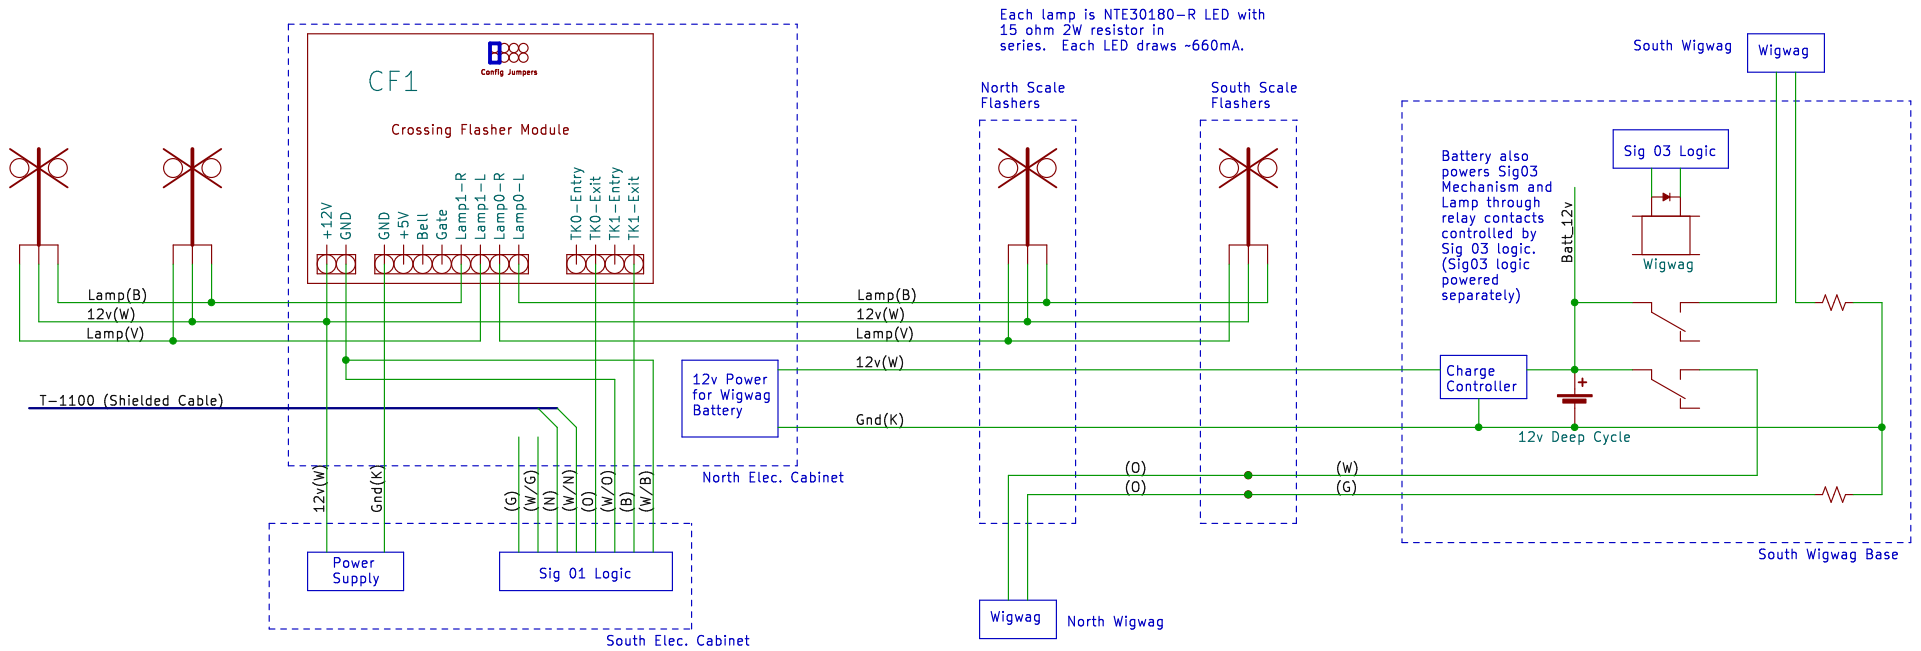 Each lamp is NTE30180-R LED with
15 ohm 2W resistor in
series.  Each LED draws ~660mA.
Config Jumpers
CF1
Crossing Flasher Module
+12V
GND
GND
+5V
Bell
Gate
Lamp1-R
Lamp1-L
Lamp0-R
Lamp0-L
TK0-Entry
TK0-Exit
TK1-Entry
TK1-Exit
North Scale
Flashers
South Scale
Flashers
South Wigwag
Wigwag
Sig 03 Logic
Battery also
powers Sig03
Mechanism and
Lamp through
relay contacts
controlled by
Sig 03 logic.
(Sig03 logic
powered
separately)
Batt_12v
Wigwag
Lamp(B)
12v(W)
Lamp(V)
Lamp(B)
12v(W)
Lamp(V)
12v(W)
Gnd(K)
12v Power
for Wigwag
Battery
Charge
Controller
+
12v Deep Cycle
T-1100 (Shielded Cable)
North Elec. Cabinet
12v(W)
Gnd(K)
(G)
(W/G)
(N)
(W/N)
(O)
(W/O)
(B)
(W/B)
(O)
(W)
(O)
(G)
South Wigwag Base
Power
Supply
Sig 01 Logic
South Elec. Cabinet
Wigwag
North Wigwag